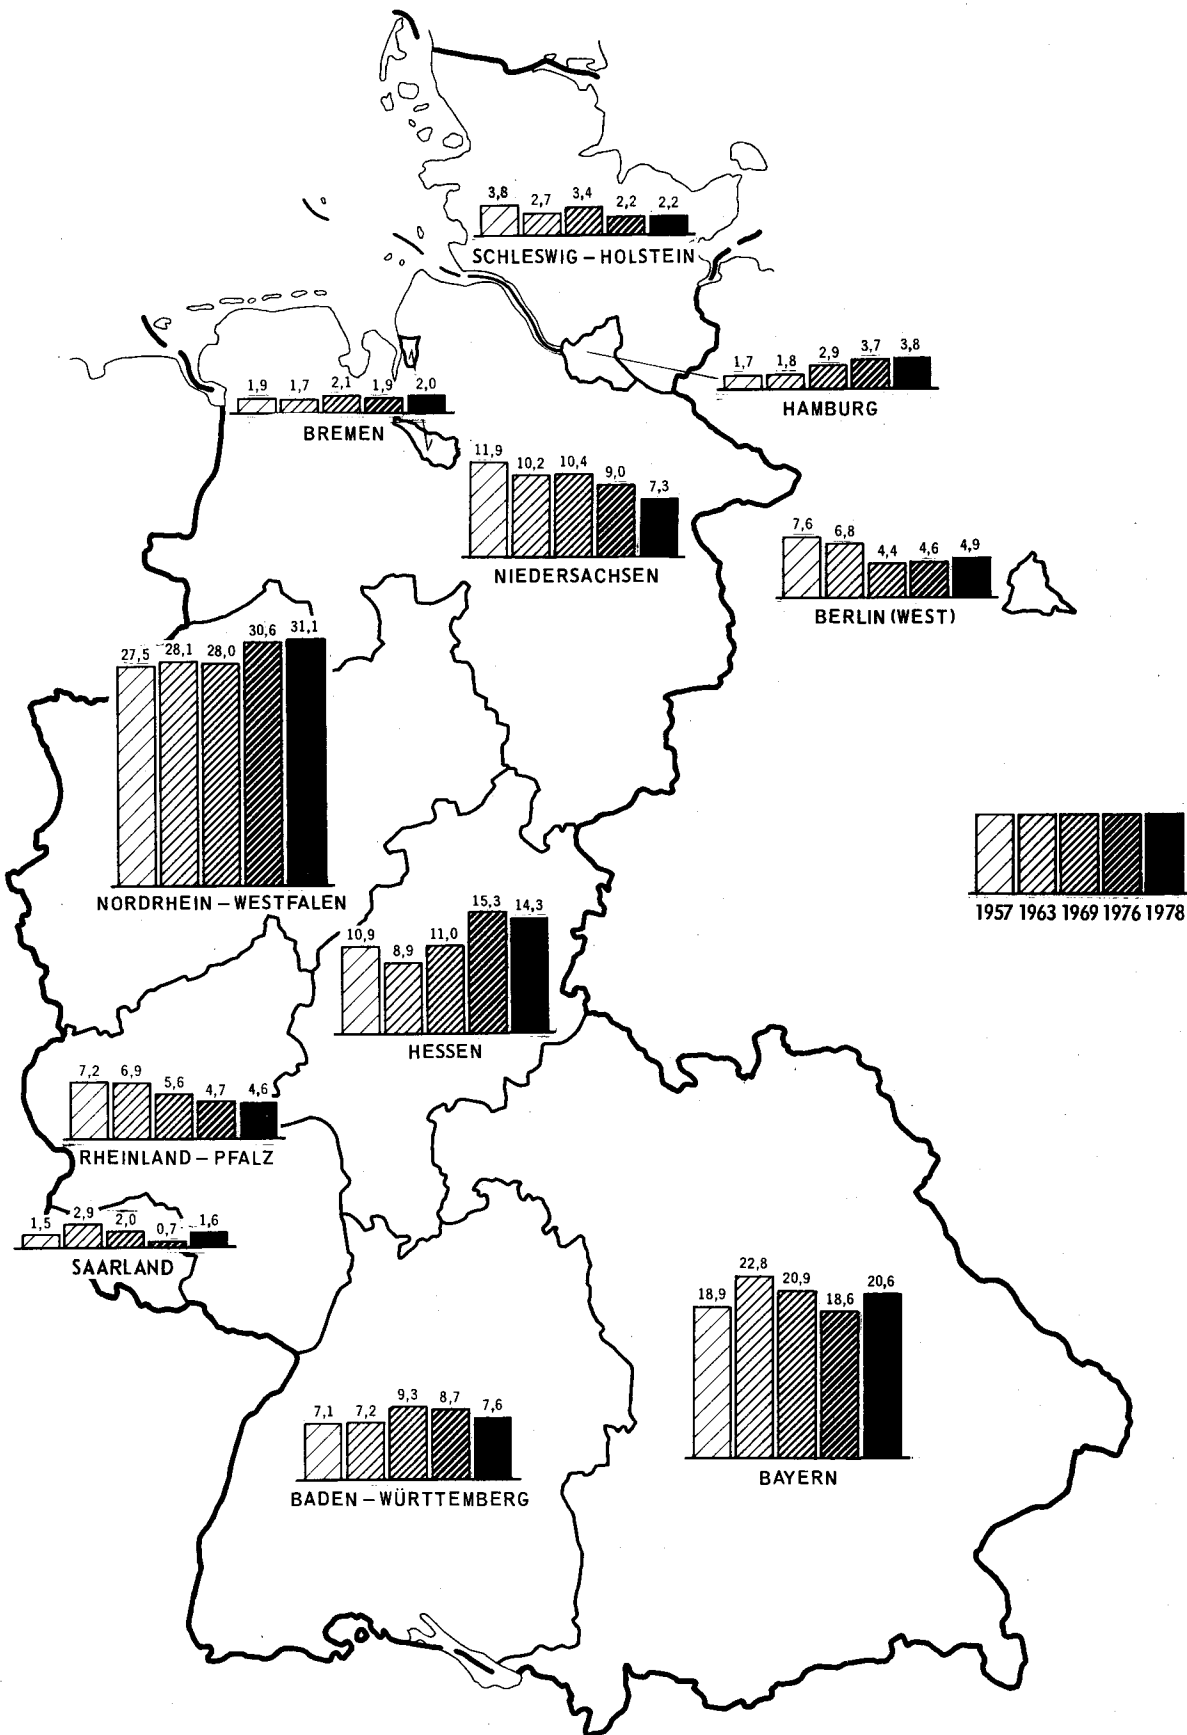 3,8 2,7 3,4 2,2 2,2
SCHLESWIG – HOLSTEIN
1,7 1,8 2,9 3,7 3,8
HAMBURG
1,9 1,7 2,1 1,9 2,0
BREMEN
11,9 10,2 10,4 9,0 7,3
NIEDERSACHSEN
7,6 6,8 4,4 4,6 4,9
BERLIN (WEST)
27,5 28,1 28,0 30,6 31,1
NORDRHEIN – WESTFALEN
1957 1963 1969 1976 1978
10,9 8,9 11,0 15,3 14,3
HESSEN
7,2 6,9 5,6 4,7 4,6
RHEINLAND – PFALZ
1,5 2,9 2,0 0,7 1,6
SAARLAND
18,9 22,8 20,9 18,6 20,6
BAYERN
7,1 7,2 9,3 8,7 7,6
BADEN – WÜRTTEMBERG